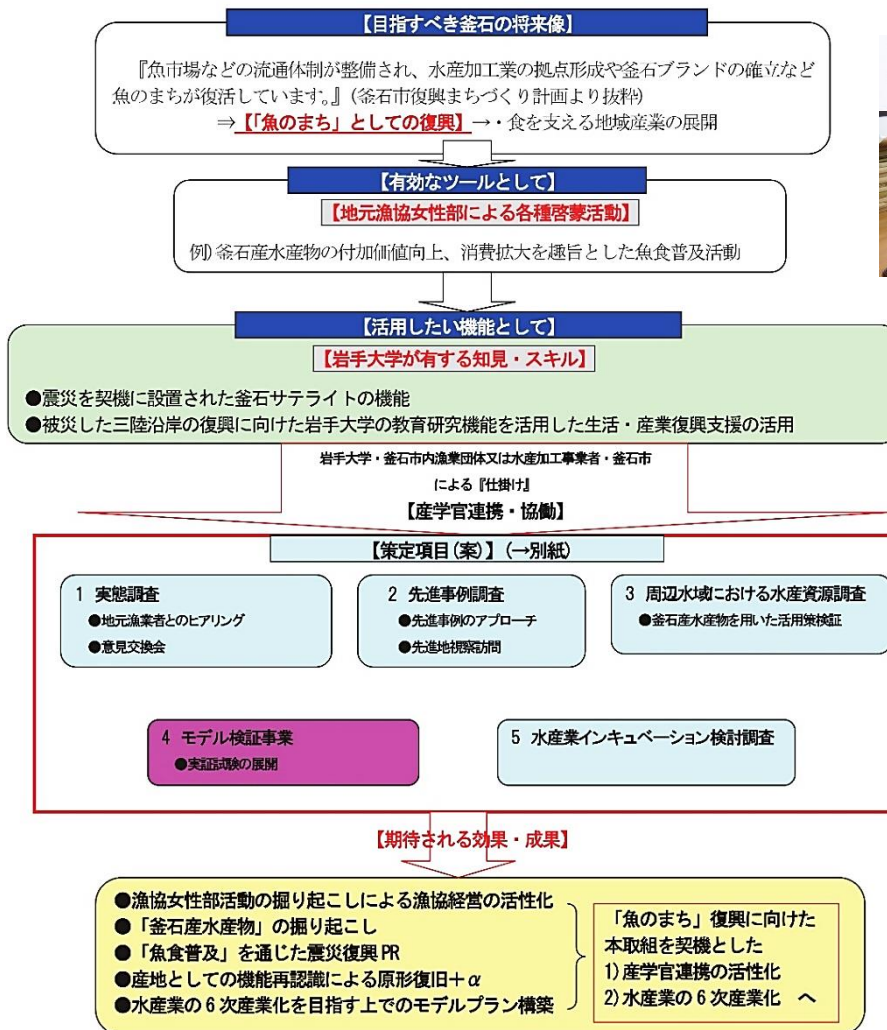 【目指すべき釜石の将来像】
『魚市場などの流通体制が整備され、水産加工業の拠点形成や釜石ブランドの確立など
魚のまちが復活しています。』（釜石市復興まちづくり計画より抜粋）
⇒【「魚のまち」としての復興】→・食を支える地域産業の展開
【有効なツールとして】
【地元漁協女性部による各種啓蒙活動】
例）釜石産水産物の付加価値向上、消費拡大を趣旨とした魚食普及活動
【活用したい機能として】
【岩手大学が有する知見・スキル】
●震災を契機に設置された釜石サテライトの機能
●被災した三陸沿岸の復興に向けた岩手大学の教育研究機能を活用した生活・産業復興支援の活用
岩手大学・釜石市内漁業団体又は水産加工事業者・釜石市
による『仕掛け』
【産学官連携・協働】
【策定項目（案）】（→別紙）
1 実態調査
●地元漁業者とのヒアリング
●意見交換会
2 先進事例調査
●先進事例のアプローチ
●先進地視察訪問
3 周辺水域における水産資源調査
●釜石産水産物を用いた活用策検証
4 モデル検証事業
●実証試験の展開
5 水産業インキュベーション検討調査
【期待される効果・成果】
●漁協女性部活動の掘り起こしによる漁協経営の活性化
●「釜石産水産物」の掘り起こし
●「魚食普及」を通じた震災復興PR
●産地としての機能再認識による原形復旧＋α
●水産業の6次産業化を目指す上でのモデルプラン構築
「魚のまち」復興に向けた
本取組を契機とした
1）産学官連携の活性化
2）水産業の6次産業化 へ